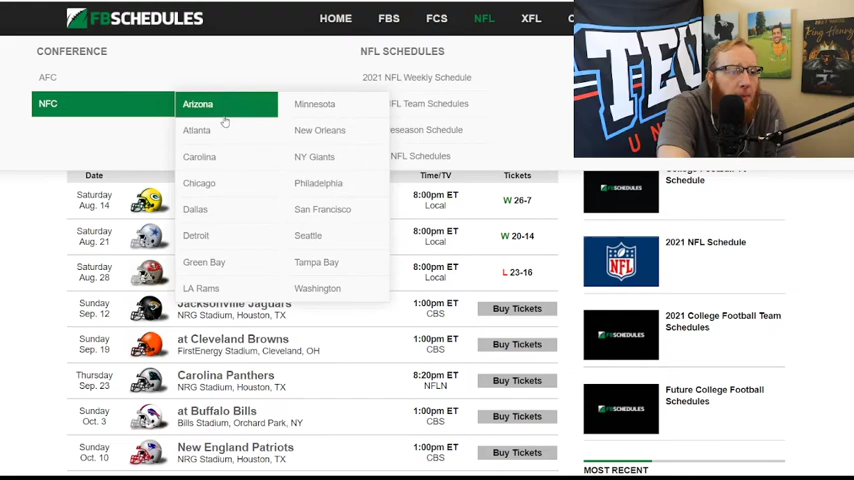 FBSCHEDULES
HOME FBS FCS NFL XFL
CONFERENCE
AFC
NFC
Arizona
Atlanta
Carolina
Chicago
Dallas
Detroit
Green Bay
LA Rams
Minnesota
New Orleans
NY Giants
Philadelphia
San Francisco
Seattle
Tampa Bay
Washington
NFL SCHEDULES
2021 NFL Weekly Schedule
NFL Team Schedules
eseason Schedule
NFL Schedules
Date Time/TV Tickets
Saturday
Aug. 14
8:00pm ET
Local
W 26-7
Saturday
Aug. 21
8:00pm ET
Local
W 20-14
Saturday
Aug. 28
8:00pm ET
Local
L 23-16
Sunday
Sep. 12
Jacksonville Jaguars
NRG Stadium, Houston, TX
1:00pm ET
CBS
Buy Tickets
Sunday
Sep. 19
at Cleveland Browns
FirstEnergy Stadium, Cleveland, OH
1:00pm ET
CBS
Buy Tickets
Thursday
Sep. 23
Carolina Panthers
NRG Stadium, Houston, TX
8:20pm ET
NFLN
Buy Tickets
Sunday
Oct. 3
at Buffalo Bills
Bills Stadium, Orchard Park, NY
1:00pm ET
CBS
Buy Tickets
Sunday
Oct. 10
New England Patriots
NRG Stadium, Houston, TX
1:00pm ET
CBS
Buy Tickets
FBSCHEDULES
Schedule
NFL
2021 NFL Schedule
FBSCHEDULES
2021 College Football Team
Schedules
FBSCHEDULES
Future College Football
Schedules
MOST RECENT
King Henry